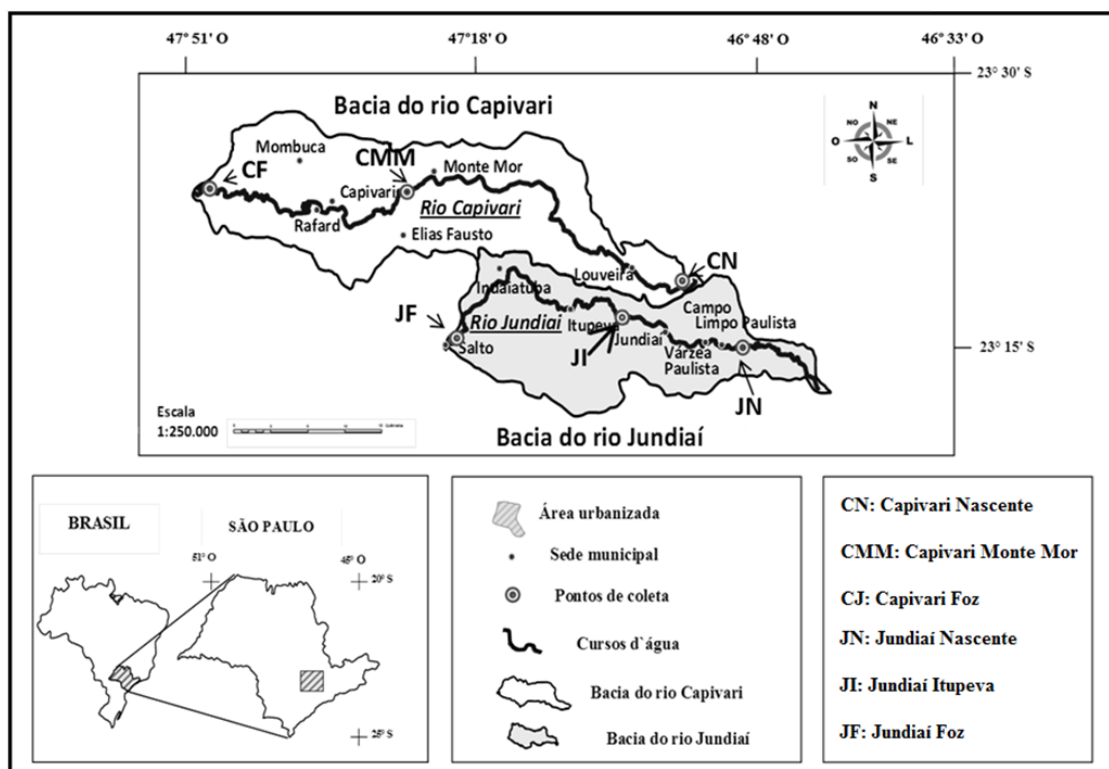 47° 51' O
47° 18' O
46° 48' O
46° 33' O
23° 30' S
Bacia do rio Capivari
N
NO
NE
O
L
SO
SE
S
CMM
Mombuca
Monte Mor
CF
Capivari
Rio Capivari
Rafard
Elias Fausto
CN
Louveira
Indaiatuba
Campo
Limpo Paulista
JF
Rio Jundiai
Itupeva
Jundiaí
Salto
JI
Várzea
Paulista
23° 15' S
JN
Escala
1:250.000
Bacia do rio Jundiaí
BRASIL
SÃO PAULO
51° O
45° O
20° S
25° S
Área urbanizada
Sede municipal
Pontos de coleta
Cursos d`água
Bacia do rio Capivari
Bacia do rio Jundiaí
CN: Capivari Nascente
CMM: Capivari Monte Mor
CJ: Capivari Foz
JN: Jundiaí Nascente
JI: Jundiaí Itupeva
JF: Jundiaí Foz